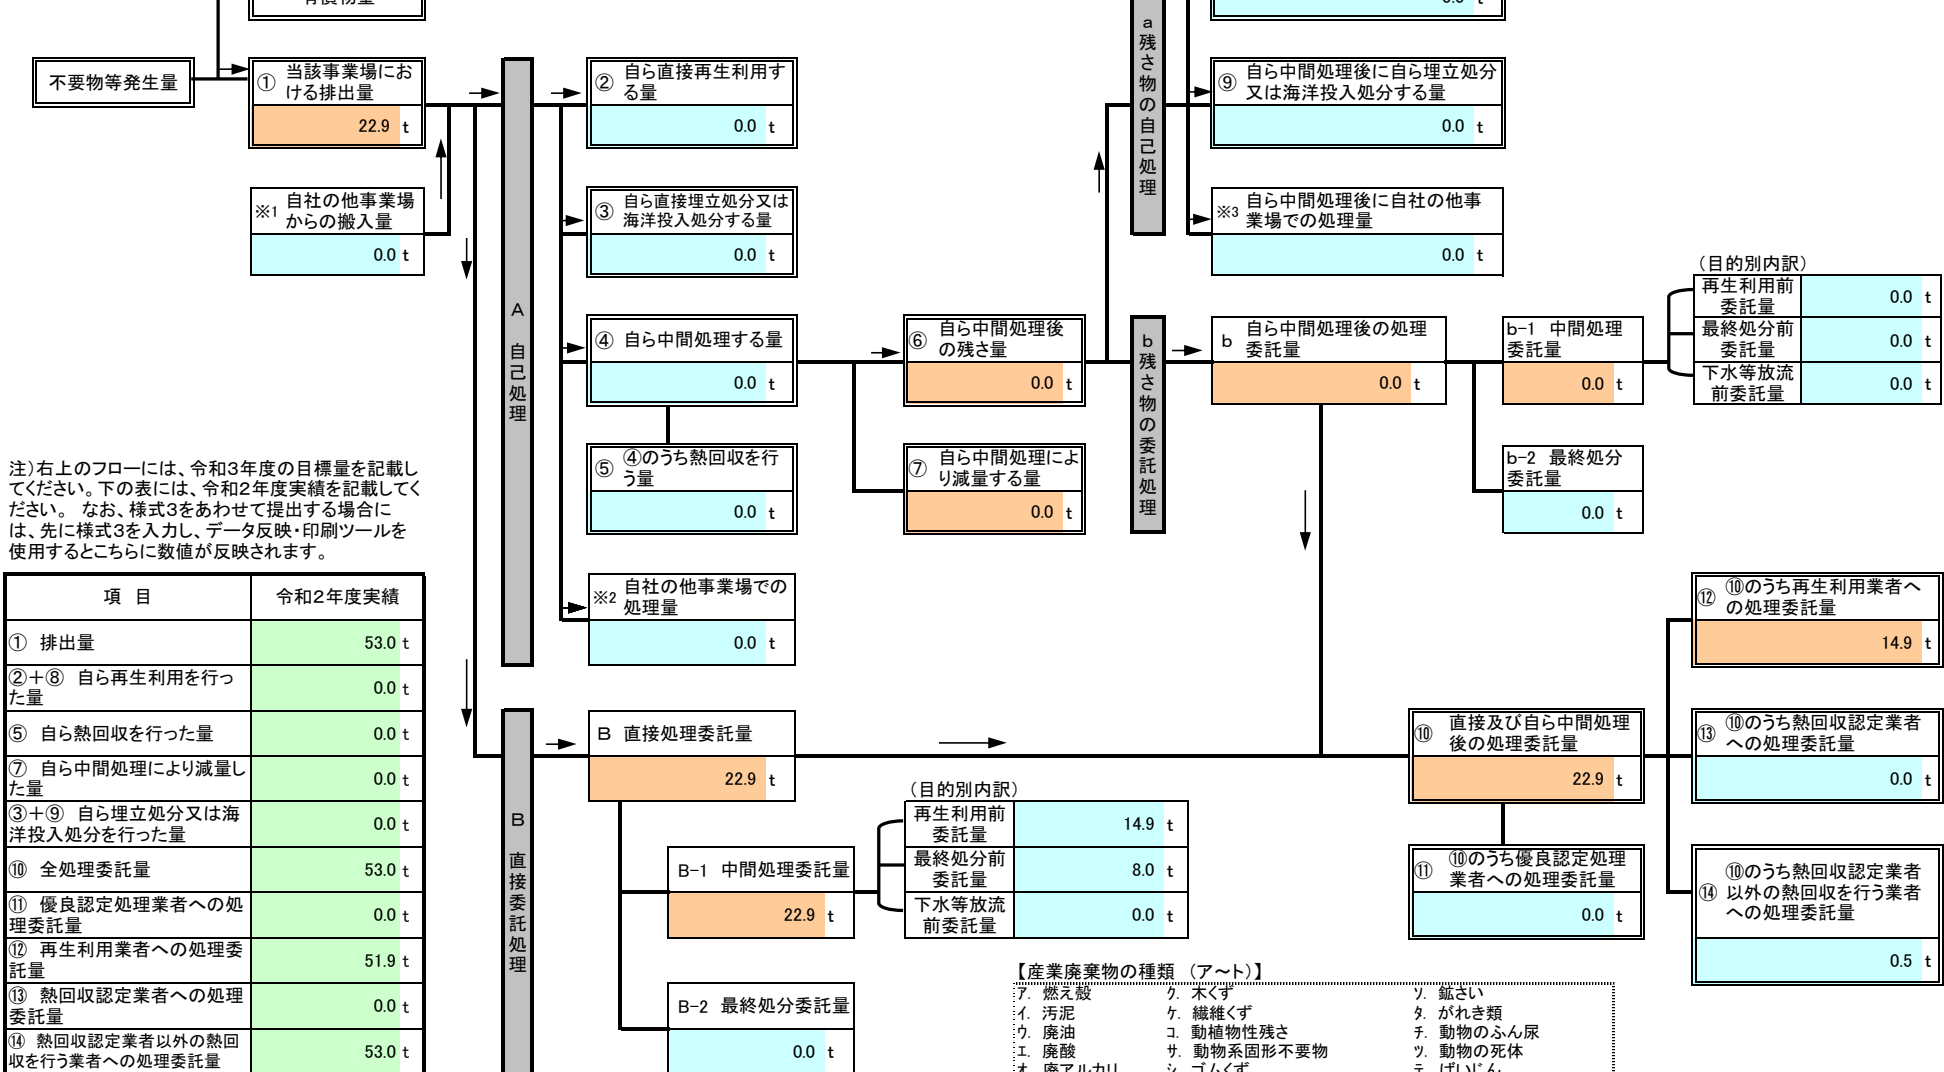 不要物等発生量
①
当該事業場にお
ける排出量
22.9 t
※1
自社の他事業場
からの搬入量
0.0 t
A 自己処理
②
自ら直接再生利用す
る量
0.0 t
③
自ら直接埋立処分又は
海洋投入処分する量
0.0 t
④ 自ら中間処理する量
0.0 t
⑤
④のうち熱回収を行
う量
0.0 t
※2
自社の他事業場での
処理量
0.0 t
⑥
自ら中間処理後
の残さ量
0.0 t
⑦
自ら中間処理によ
り減量する量
0.0 t
a 残さ物の自己処理
⑨
自ら中間処理後に自ら埋立処分
又は海洋投入処分する量
0.0 t
※3
自ら中間処理後に自社の他事
業場での処理量
0.0 t
b 残さ物の委託処理
b
自ら中間処理後の処理
委託量
0.0 t
b-1 中間処理
委託量
0.0 t
(目的別内訳)
再生利用前
委託量
0.0 t
最終処分前
委託量
0.0 t
下水等放流
前委託量
0.0 t
b-2 最終処分
委託量
0.0 t
注)右上のフローには、令和3年度の目標量を記載し
てください。下の表には、令和2年度実績を記載してく
ださい。 なお、様式3をあわせて提出する場合に
は、先に様式3を入力し、データ反映・印刷ツールを
使用するとこちらに数値が反映されます。
項 目 令和2年度実績
① 排出量 53.0 t
②+⑧ 自ら再生利用を行っ
た量
0.0 t
⑤ 自ら熱回収を行った量 0.0 t
⑦ 自ら中間処理により減量し
た量
0.0 t
③+⑨ 自ら埋立処分又は海
洋投入処分を行った量
0.0 t
⑩ 全処理委託量 53.0 t
⑪ 優良認定処理業者への処
理委託量
0.0 t
⑫ 再生利用業者への処理委
託量
51.9 t
⑬ 熱回収認定業者への処理
委託量
0.0 t
⑭ 熱回収認定業者以外の熱回
収を行う業者への処理委託量
53.0 t
B 直接委託処理
B 直接処理委託量
22.9 t
B-1 中間処理委託量
22.9 t
(目的別内訳)
再生利用前
委託量
14.9 t
最終処分前
委託量
8.0 t
下水等放流
前委託量
0.0 t
B-2 最終処分委託量
0.0 t
⑩
直接及び自ら中間処理
後の処理委託量
22.9 t
⑪
⑩のうち優良認定処理
業者への処理委託量
0.0 t
⑫
⑩のうち再生利用業者へ
の処理委託量
14.9 t
⑬
⑩のうち熱回収認定業者
への処理委託量
0.0 t
⑭
⑩のうち熱回収認定業者
以外の熱回収を行う業者
への処理委託量
0.5 t
【産業廃棄物の種類 (ア~ト)】
ア. 燃え殻 ク. 木くず ソ. 鉱さい
イ. 汚泥 ケ. 繊維くず タ. がれき類
ウ. 廃油 コ. 動植物性残さ チ. 動物のふん尿
エ. 廃酸 サ. 動物系固形不要物 ツ. 動物の死体
オ. 廃アルカリ シ. ゴムくず テ. ばいじん